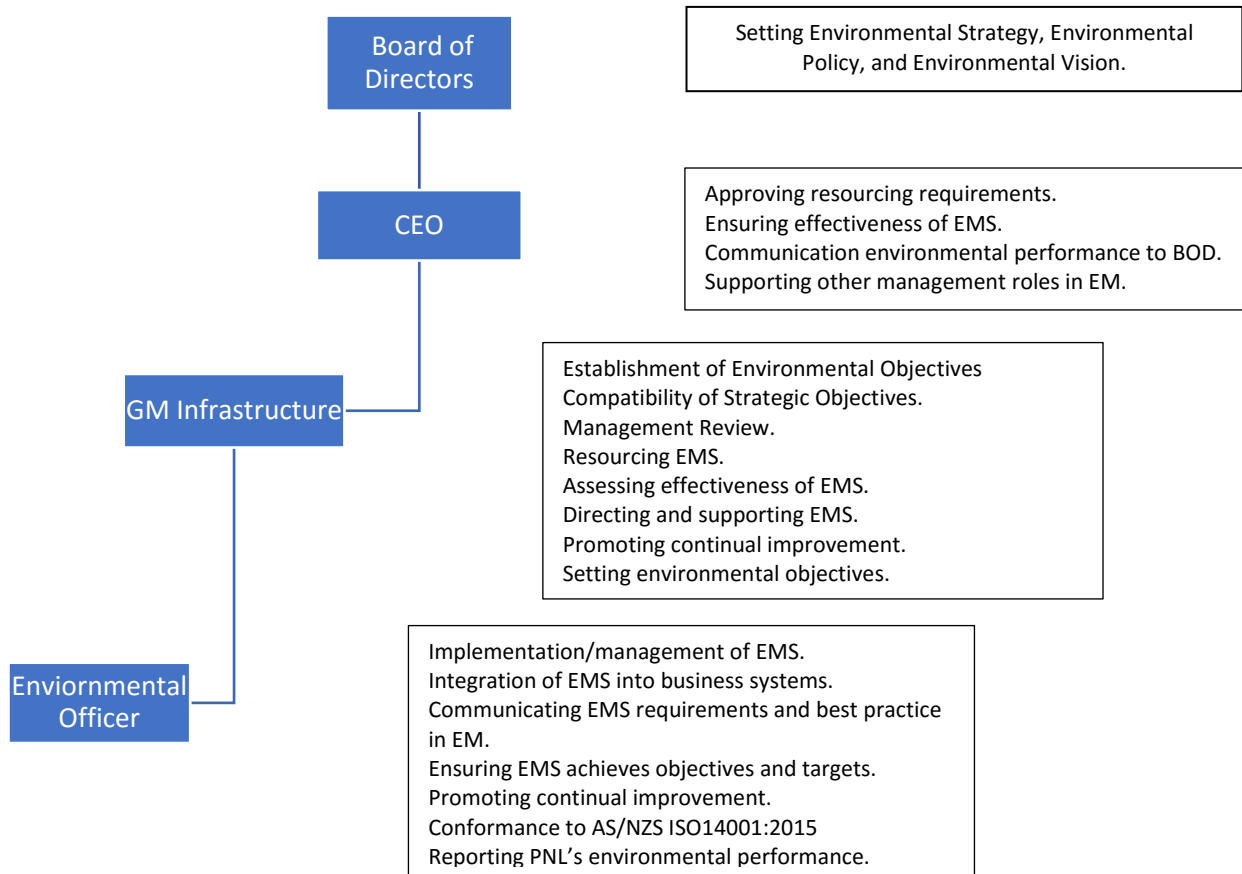 Board of
Directors
Setting Environmental Strategy, Environmental
Policy, and Environmental Vision.
CEO
Approving resourcing requirements.
Ensuring effectiveness of EMS.
Communication environmental performance to BOD.
Supporting other management roles in EM.
GM Infrastructure
Establishment of Environmental Objectives
Compatibility of Strategic Objectives.
Management Review.
Resourcing EMS.
Assessing effectiveness of EMS.
Directing and supporting EMS.
Promoting continual improvement.
Setting environmental objectives.
Enviornmental
Officer
Implementation/management of EMS.
Integration of EMS into business systems.
Communicating EMS requirements and best practice
in EM.
Ensuring EMS achieves objectives and targets.
Promoting continual improvement.
Conformance to AS/NZS ISO14001:2015
Reporting PNL’s environmental performance.